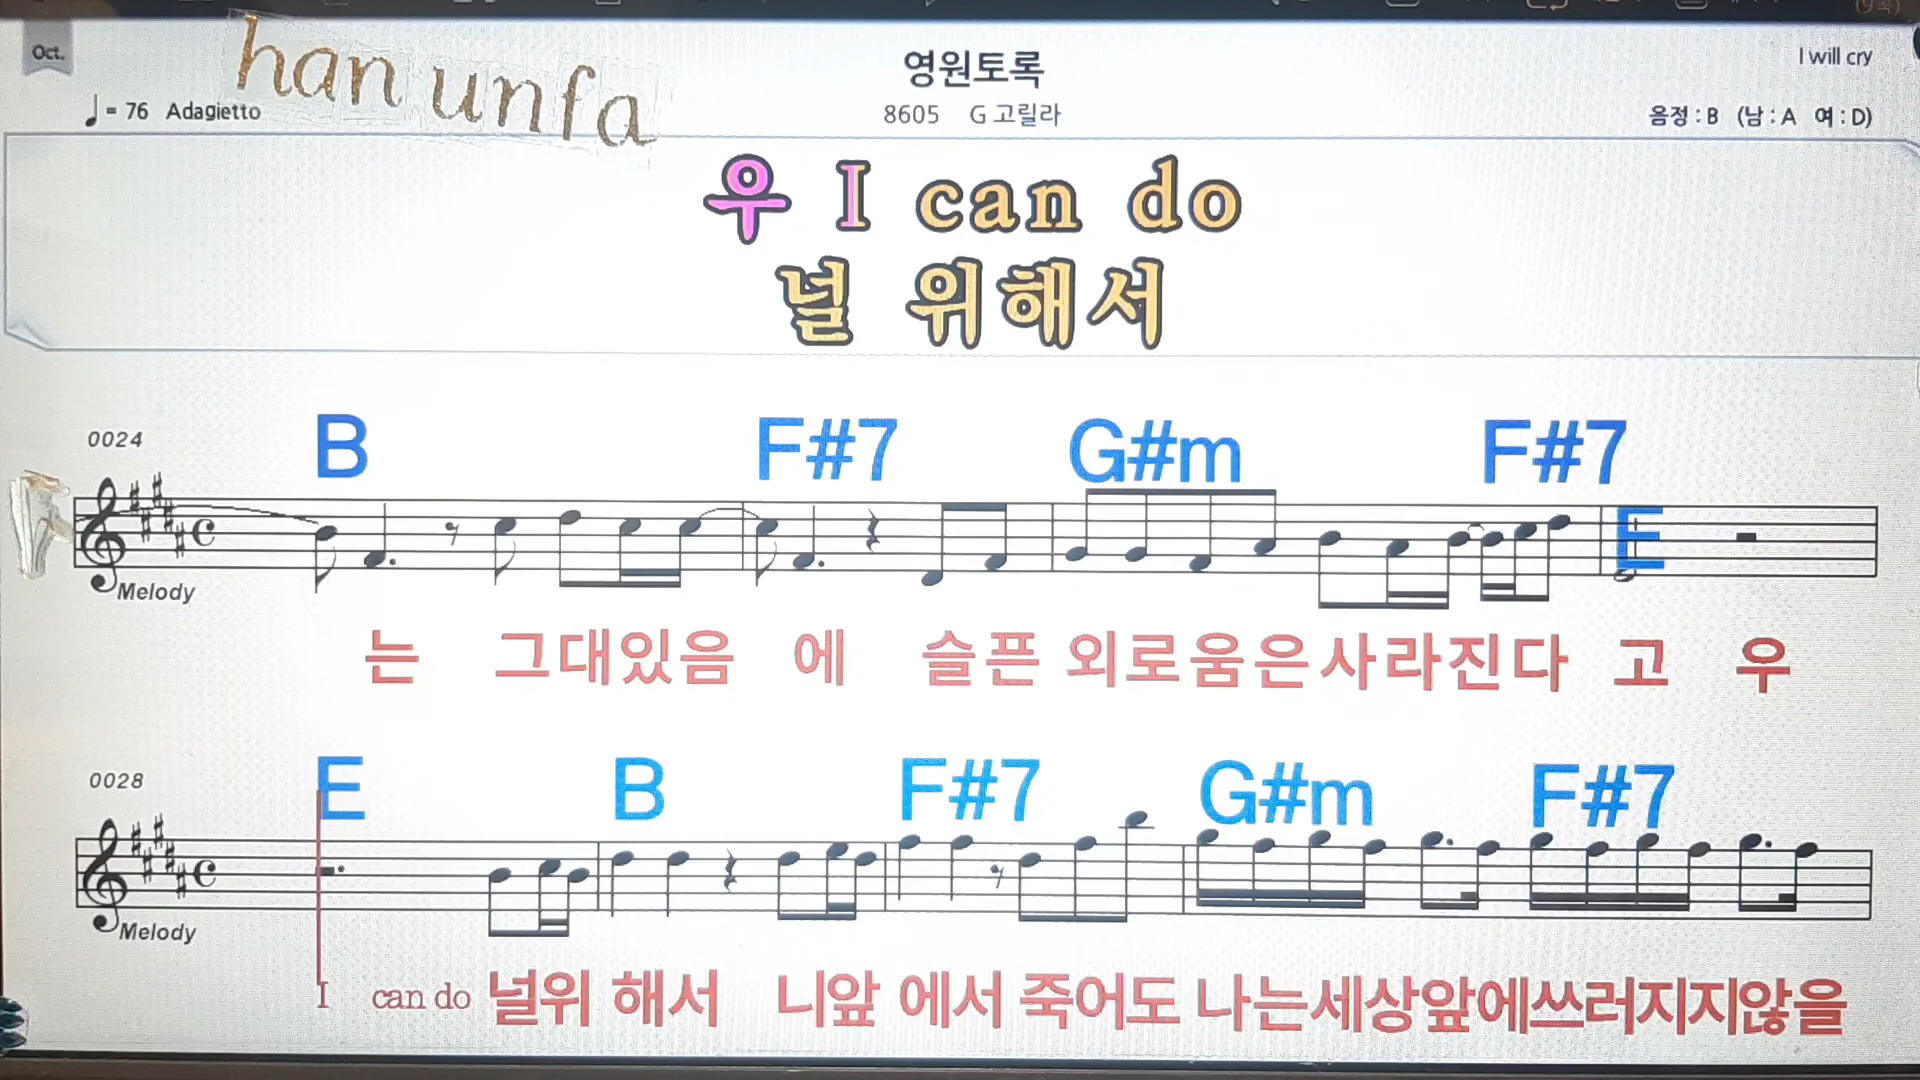 Oct.
han unfa
영원토록
I will cry
♩= 76 Adagietto
8605 G 고릴라
음정 : B (남 : A 여 : D)
우 I can do
널 위해서
0024
B F#7 G#m F#7 E
Melody
는 그대있음 에 슬픈 외로움은사라진다 고 우
0028
E B F#7 G#m F#7
Melody
I can do 널위 해서 니앞 에서 죽어도 나는세상앞에쓰러지지않을